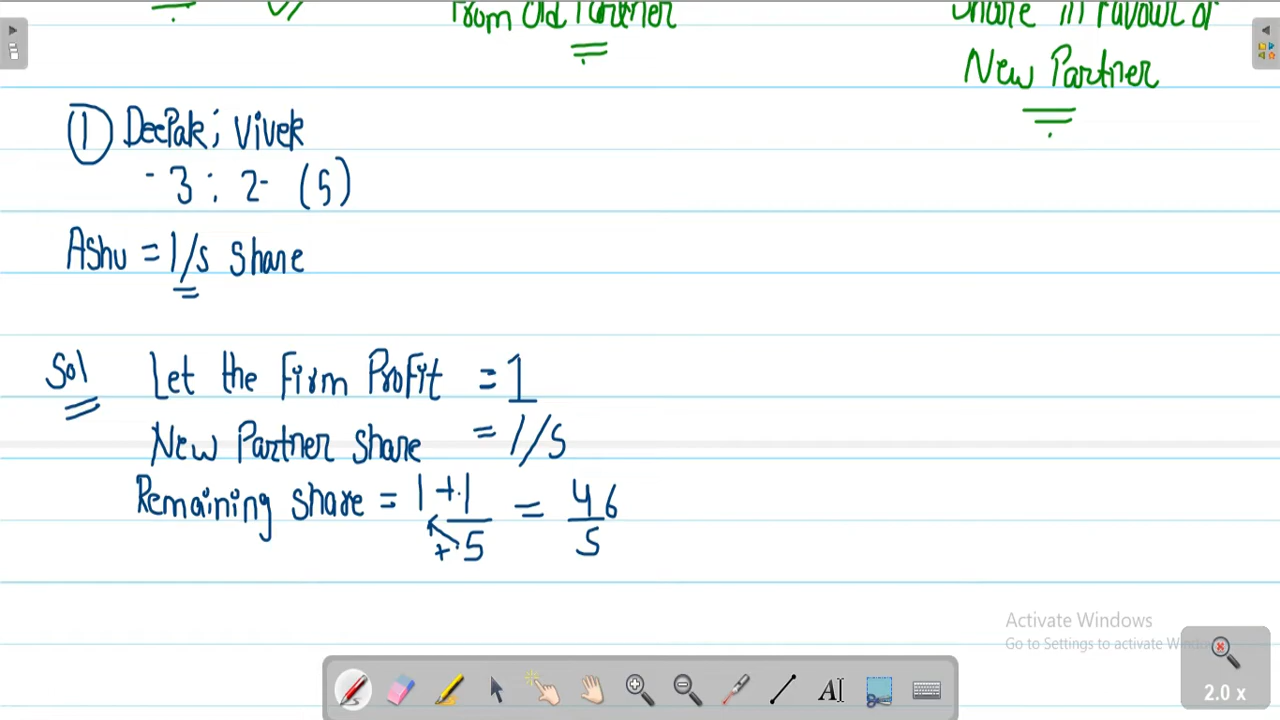 From Old Partner
Share in Favour of
New Partner
① Deepak; Vivek
3 : 2 (5)
Ashu = 1/5 Share
Sol Let the Firm Profit = 1
New Partner Share = 1/5
Remaining Share = 1 + 1/5 = 46/5
+
Activate Windows
Go to Settings to activate Windows
AI
2.0 x